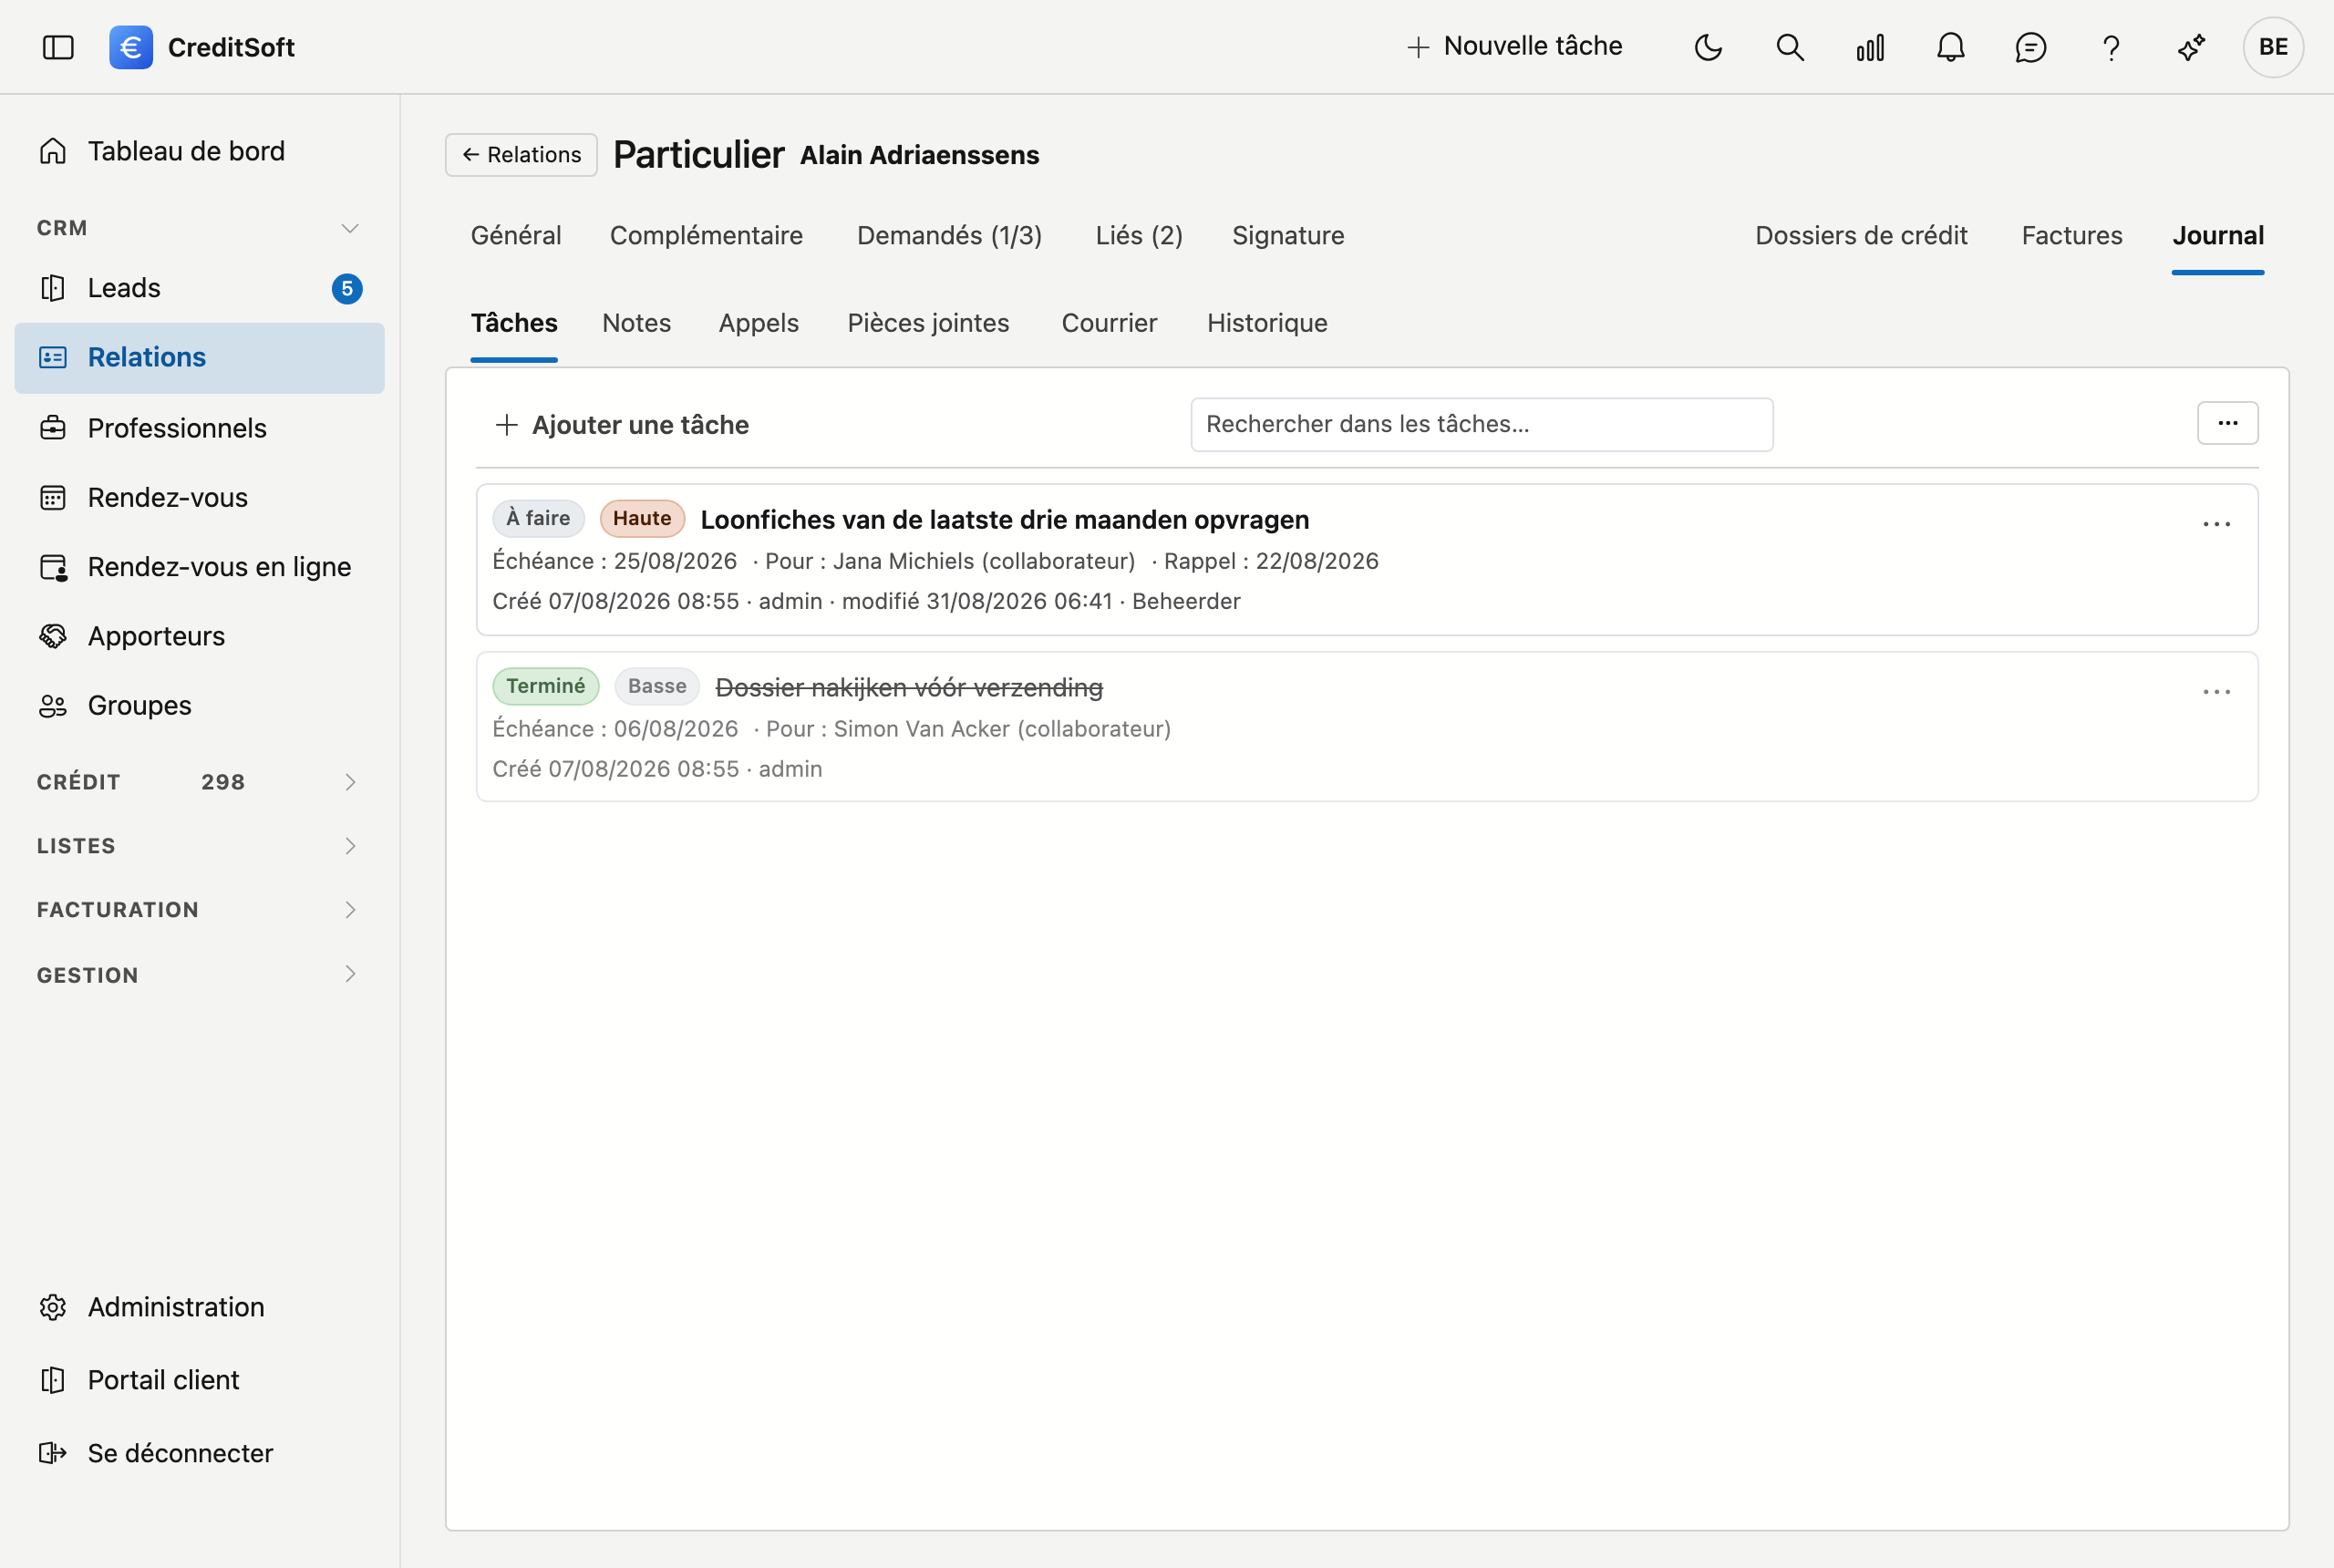 CreditSoft
Nouvelle tâche
BE
Tableau de bord
CRM
Leads 5
Relations
Professionnels
Rendez-vous
Rendez-vous en ligne
Apporteurs
Groupes
CRÉDIT 298
LISTES
FACTURATION
GESTION
Administration
Portail client
Se déconnecter
← Relations Particulier Alain Adriaenssens
Général Complémentaire Demandés (1/3) Liés (2) Signature Dossiers de crédit Factures Journal
Tâches Notes Appels Pièces jointes Courrier Historique
Ajouter une tâche Rechercher dans les tâches... ...
À faire Haute Loonfiches van de laatste drie maanden opvragen ...
Échéance : 25/08/2026 · Pour : Jana Michiels (collaborateur) · Rappel : 22/08/2026
Créé 07/08/2026 08:55 · admin · modifié 31/08/2026 06:41 · Beheerder
Terminé Basse Dossier nakijken vóór verzending ...
Échéance : 06/08/2026 · Pour : Simon Van Acker (collaborateur)
Créé 07/08/2026 08:55 · admin